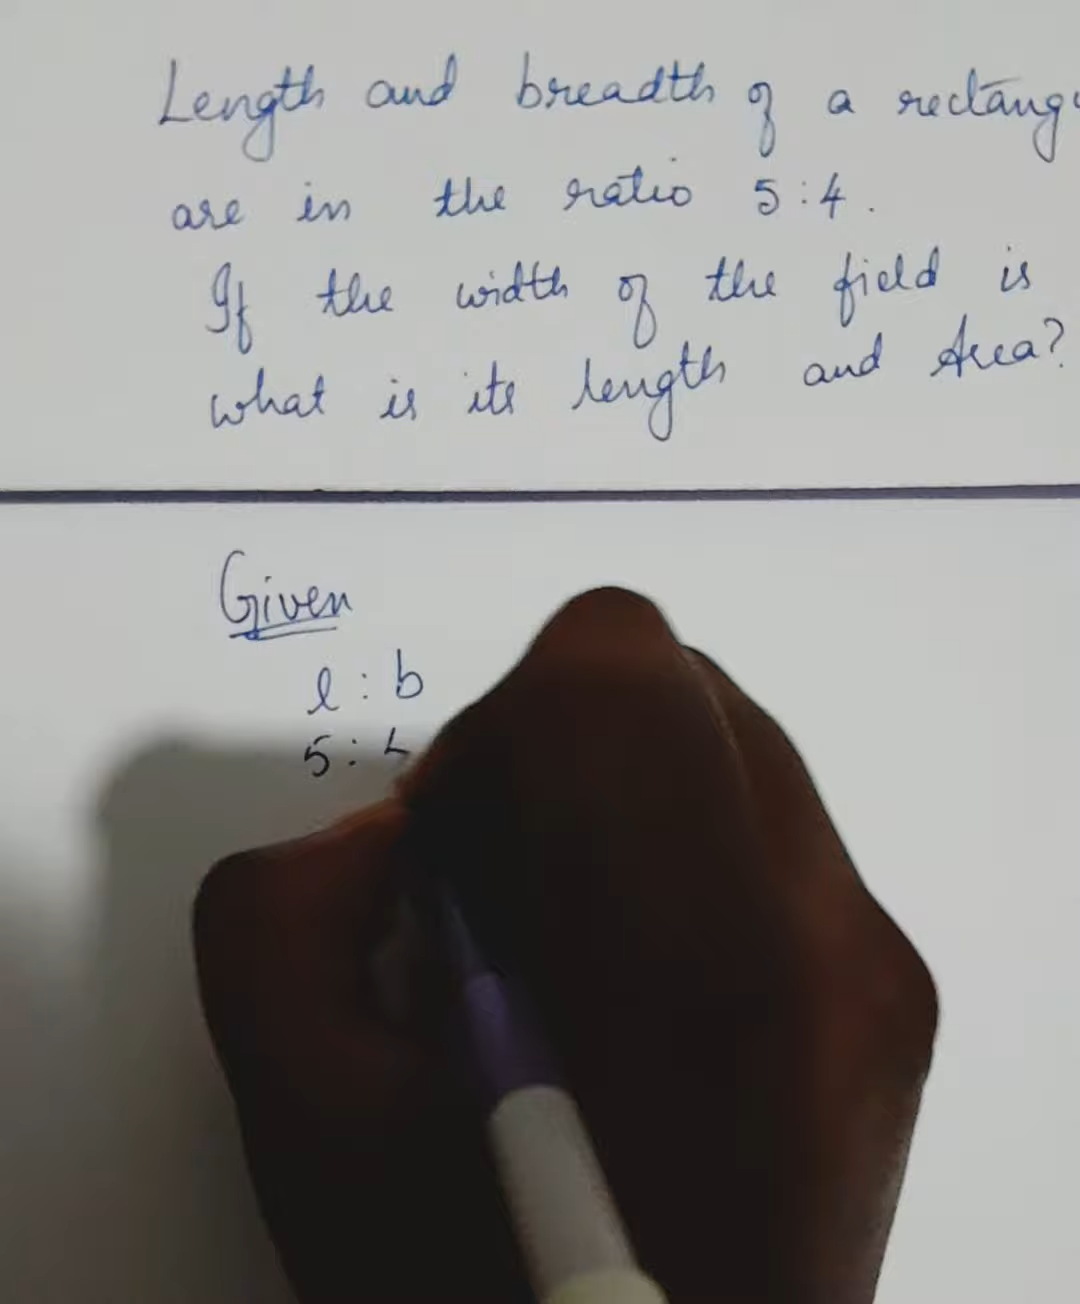 Length and breadth of a rectang
are in the ratio 5:4.
If the width of the field is
what is its length and Area?
Given
l : b
5 :